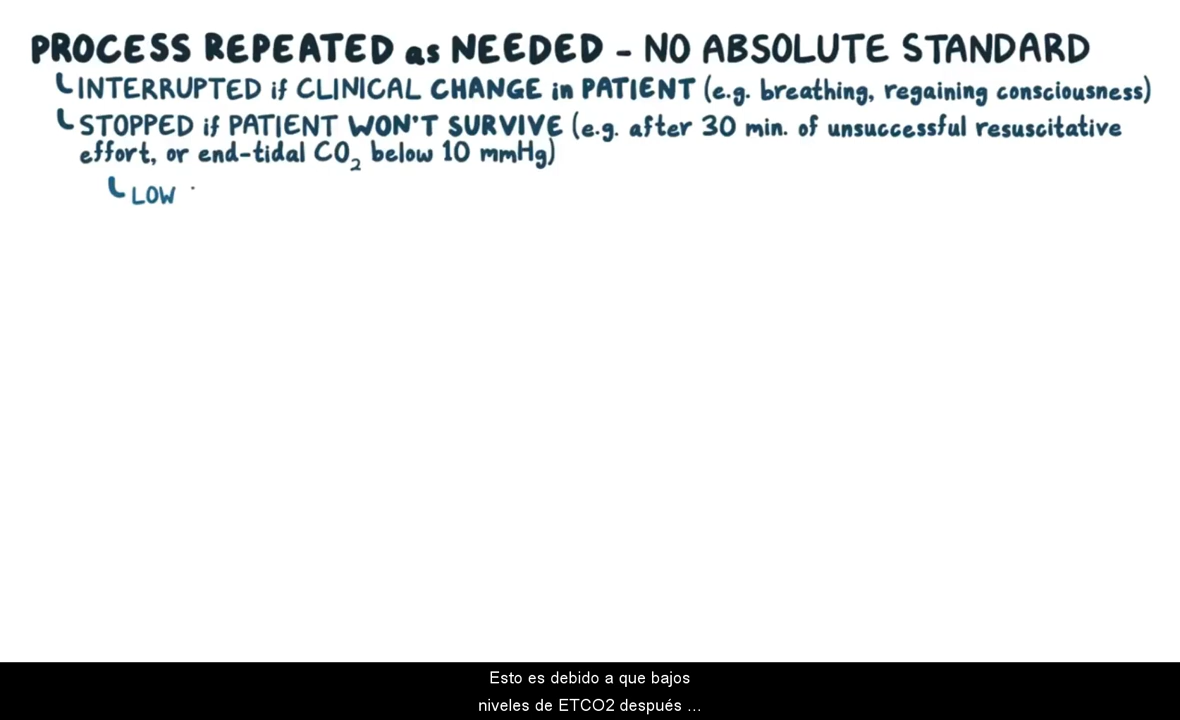 PROCESS REPEATED as NEEDED - NO ABSOLUTE STANDARD
INTERRUPTED if CLINICAL CHANGE in PATIENT (e.g. breathing, regaining consciousness)
STOPPED if PATIENT WON'T SURVIVE (e.g. after 30 min. of unsuccessful resuscitative
effort, or end-tidal CO₂ below 10 mmHg)
LOW
Esto es debido a que bajos
niveles de ETCO2 después ...